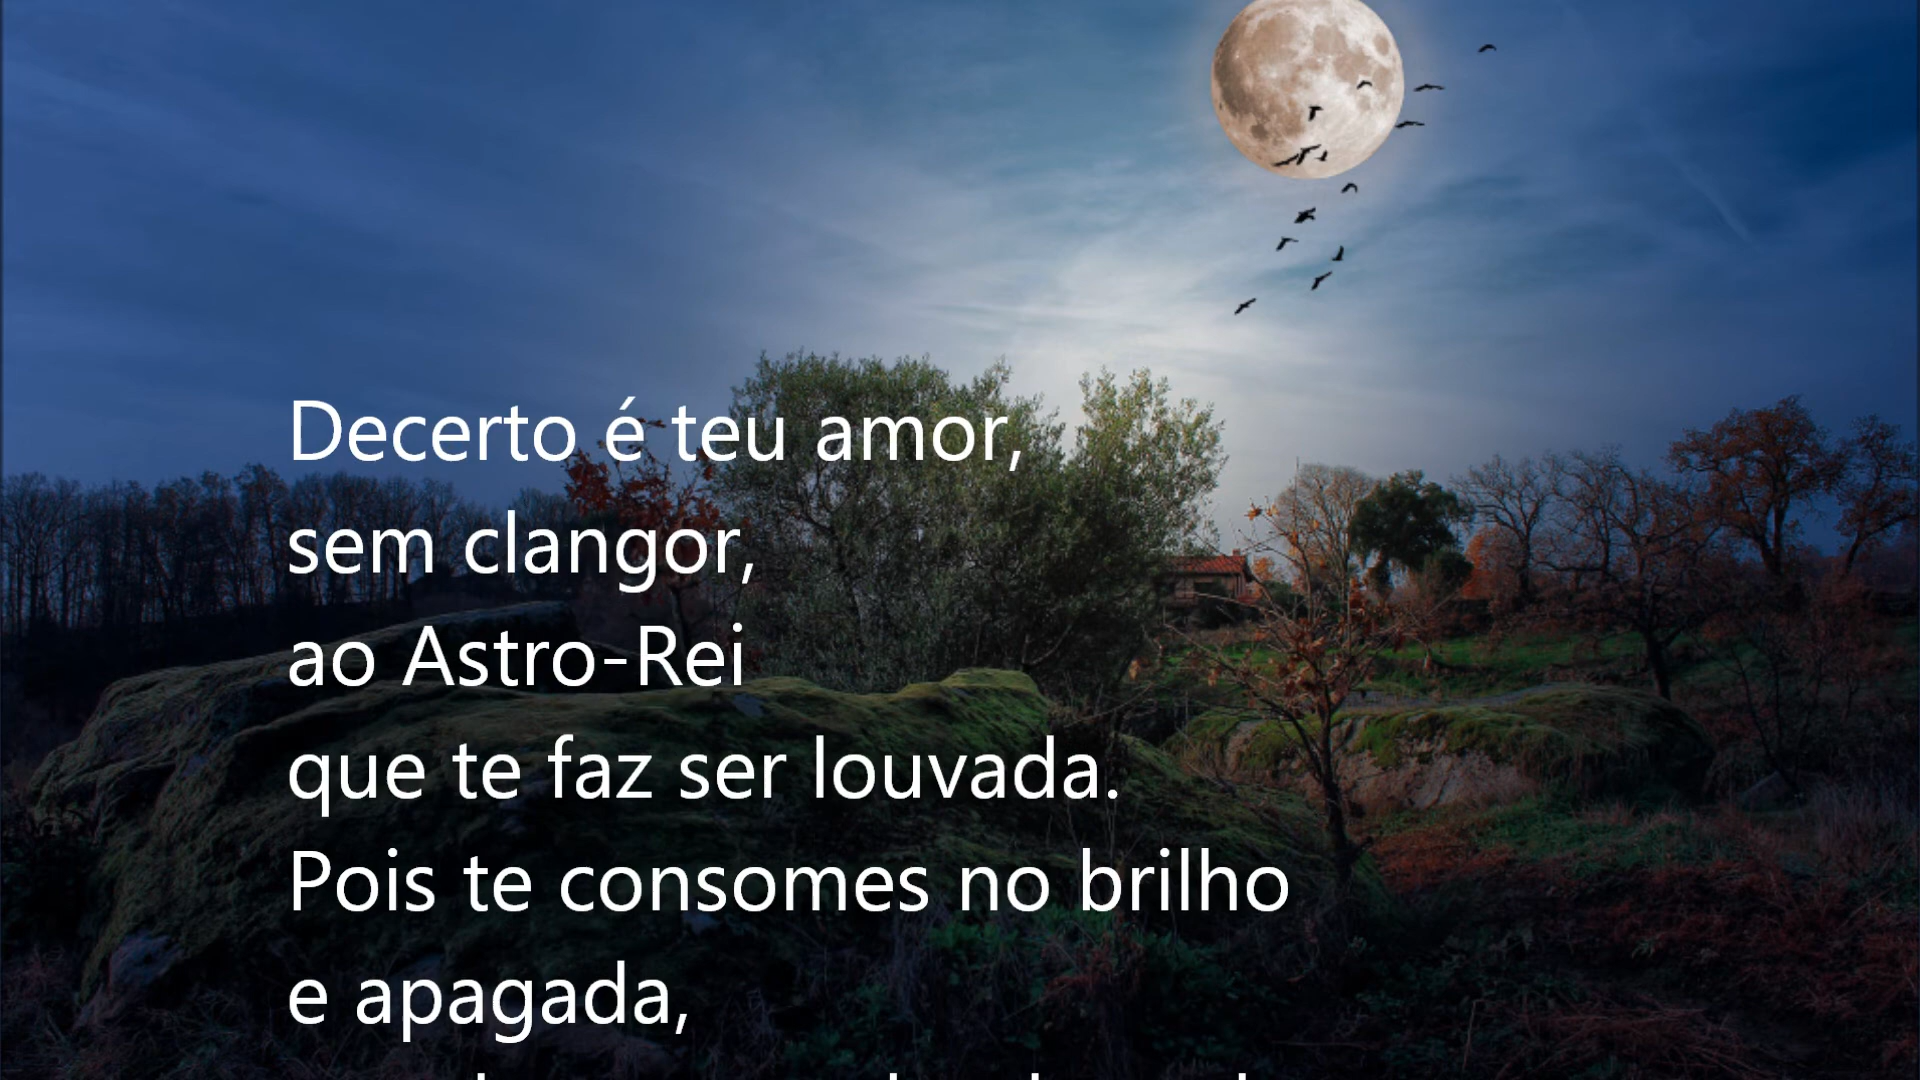 Decerto é teu amor,
sem clangor,
ao Astro-Rei
que te faz ser louvada.
Pois te consomes no brilho
e apagada,